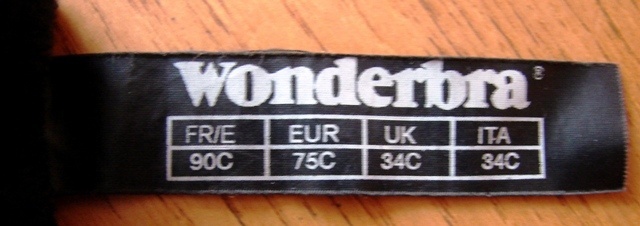 Wonderbra®
FR/E EUR UK ITA
90C 75C 34C 34C